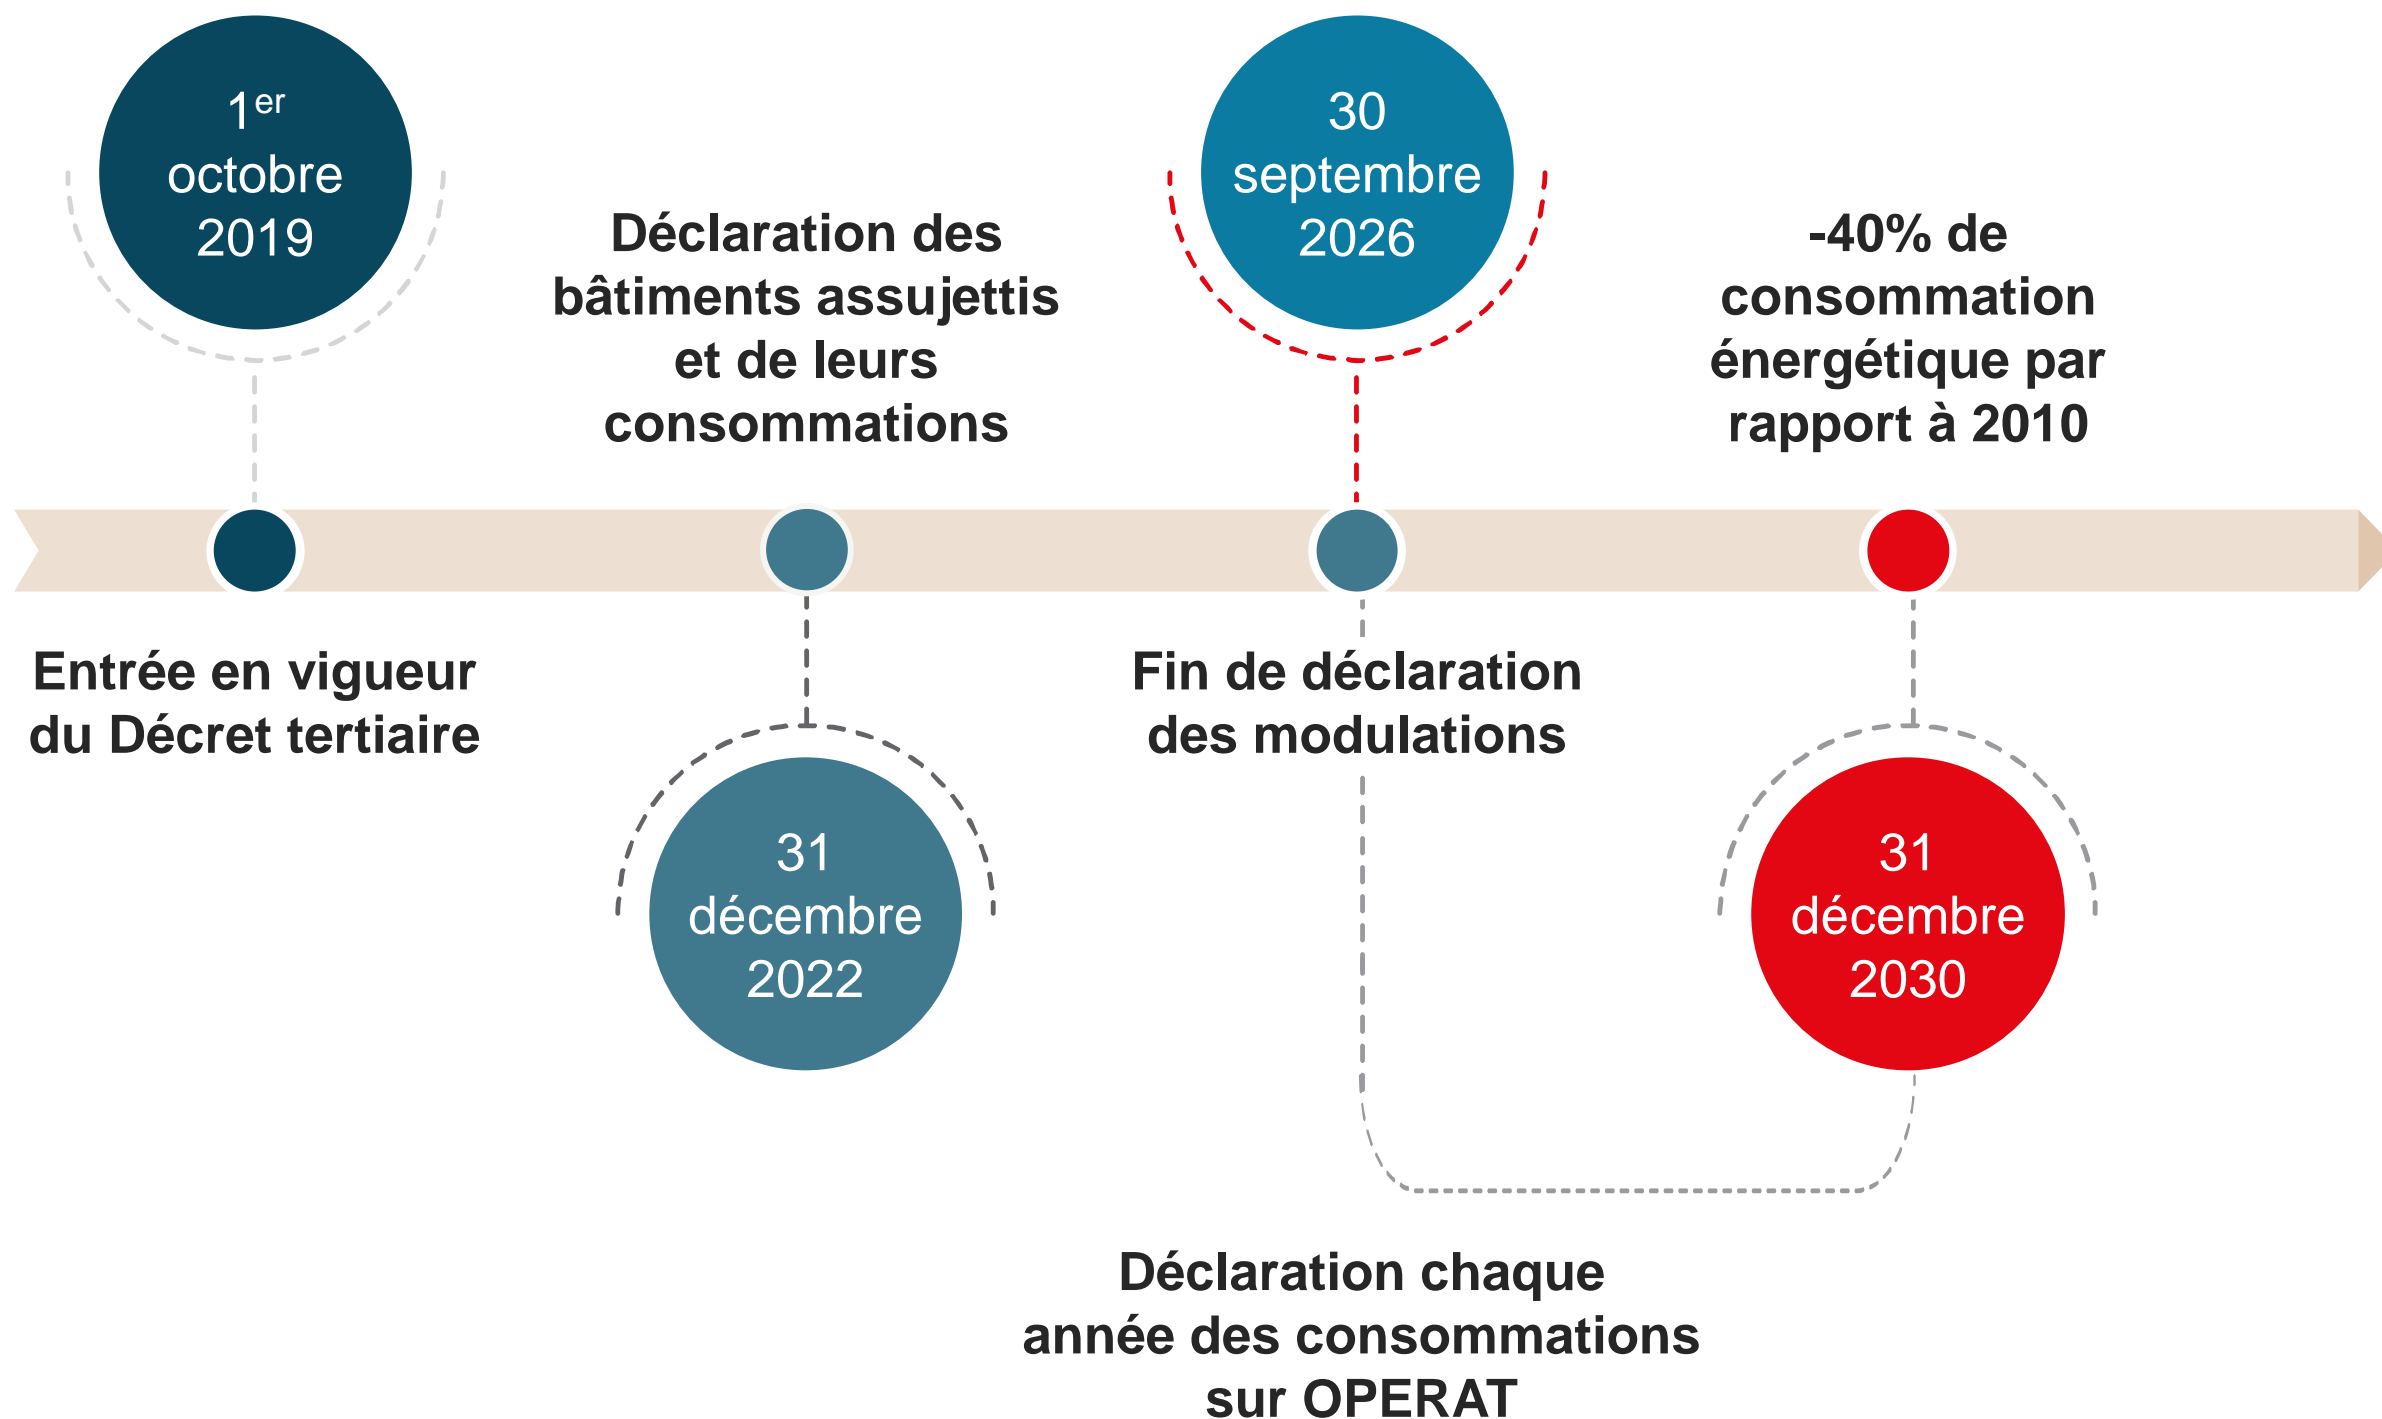 1er
octobre
2019
Entrée en vigueur
du Décret tertiaire
Déclaration des
bâtiments assujettis
et de leurs
consommations
31
décembre
2022
30
septembre
2026
Fin de déclaration
des modulations
-40% de
consommation
énergétique par
rapport à 2010
31
décembre
2030
Déclaration chaque
année des consommations
sur OPERAT